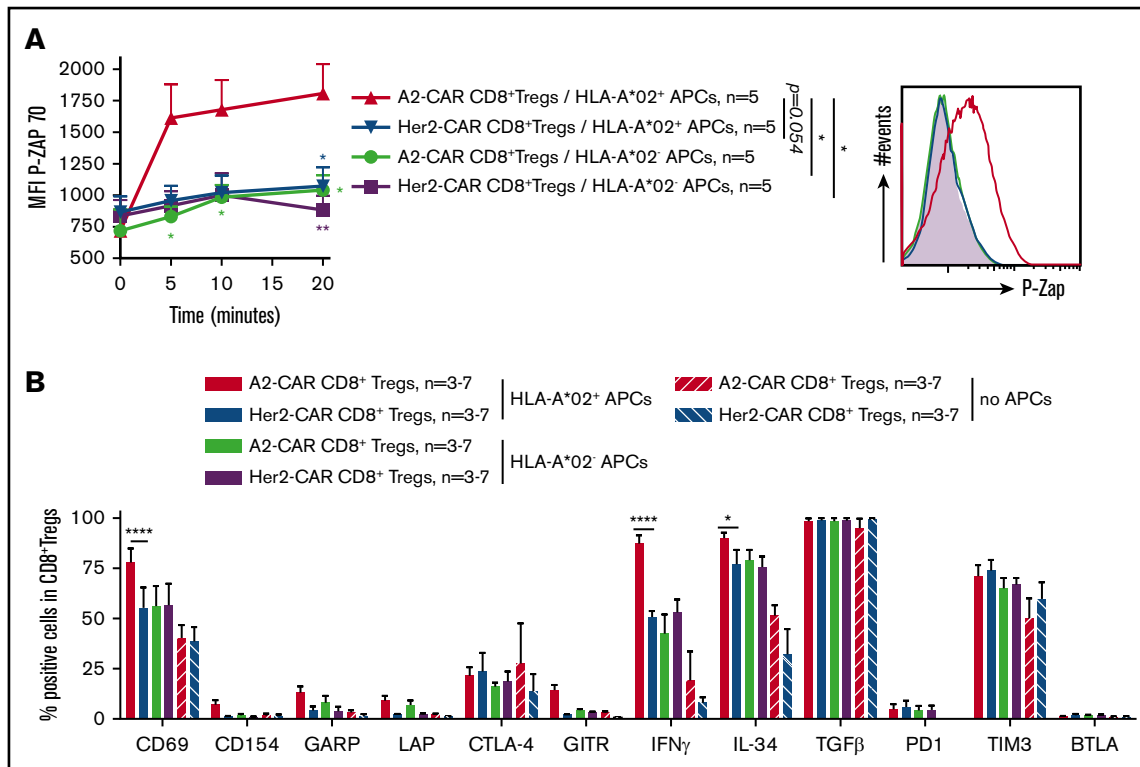 A
MFI P-ZAP 70
2000
1750
1500
1250
1000
750
500
0
5
10
15
20
Time (minutes)
*
*
*
*
**
A2-CAR CD8+Tregs / HLA-A*02+ APCs, n=5
Her2-CAR CD8+Tregs / HLA-A*02+ APCs, n=5
A2-CAR CD8+Tregs / HLA-A*02- APCs, n=5
Her2-CAR CD8+Tregs / HLA-A*02- APCs, n=5
p=0.054
*
*
#events
P-Zap
B
A2-CAR CD8+ Tregs, n=3-7
Her2-CAR CD8+ Tregs, n=3-7
HLA-A*02+ APCs
A2-CAR CD8+ Tregs, n=3-7
Her2-CAR CD8+ Tregs, n=3-7
HLA-A*02- APCs
A2-CAR CD8+ Tregs, n=3-7
Her2-CAR CD8+ Tregs, n=3-7
no APCs
% positive cells in CD8+Tregs
100
75
50
25
0
****
****
*
CD69
CD154
GARP
LAP
CTLA-4
GITR
IFNγ
IL-34
TGFβ
PD1
TIM3
BTLA